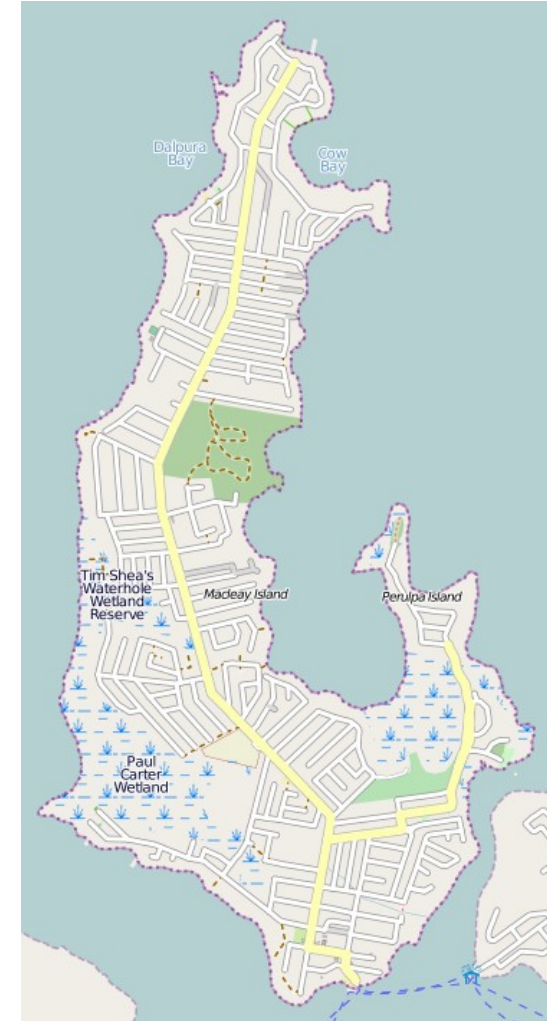 Dalpura
Bay
Cow
Bay
Tim Shea's
Waterhole
Wetland
Reserve
Macleay Island
Perulpa Island
Paul
Carter
Wetland